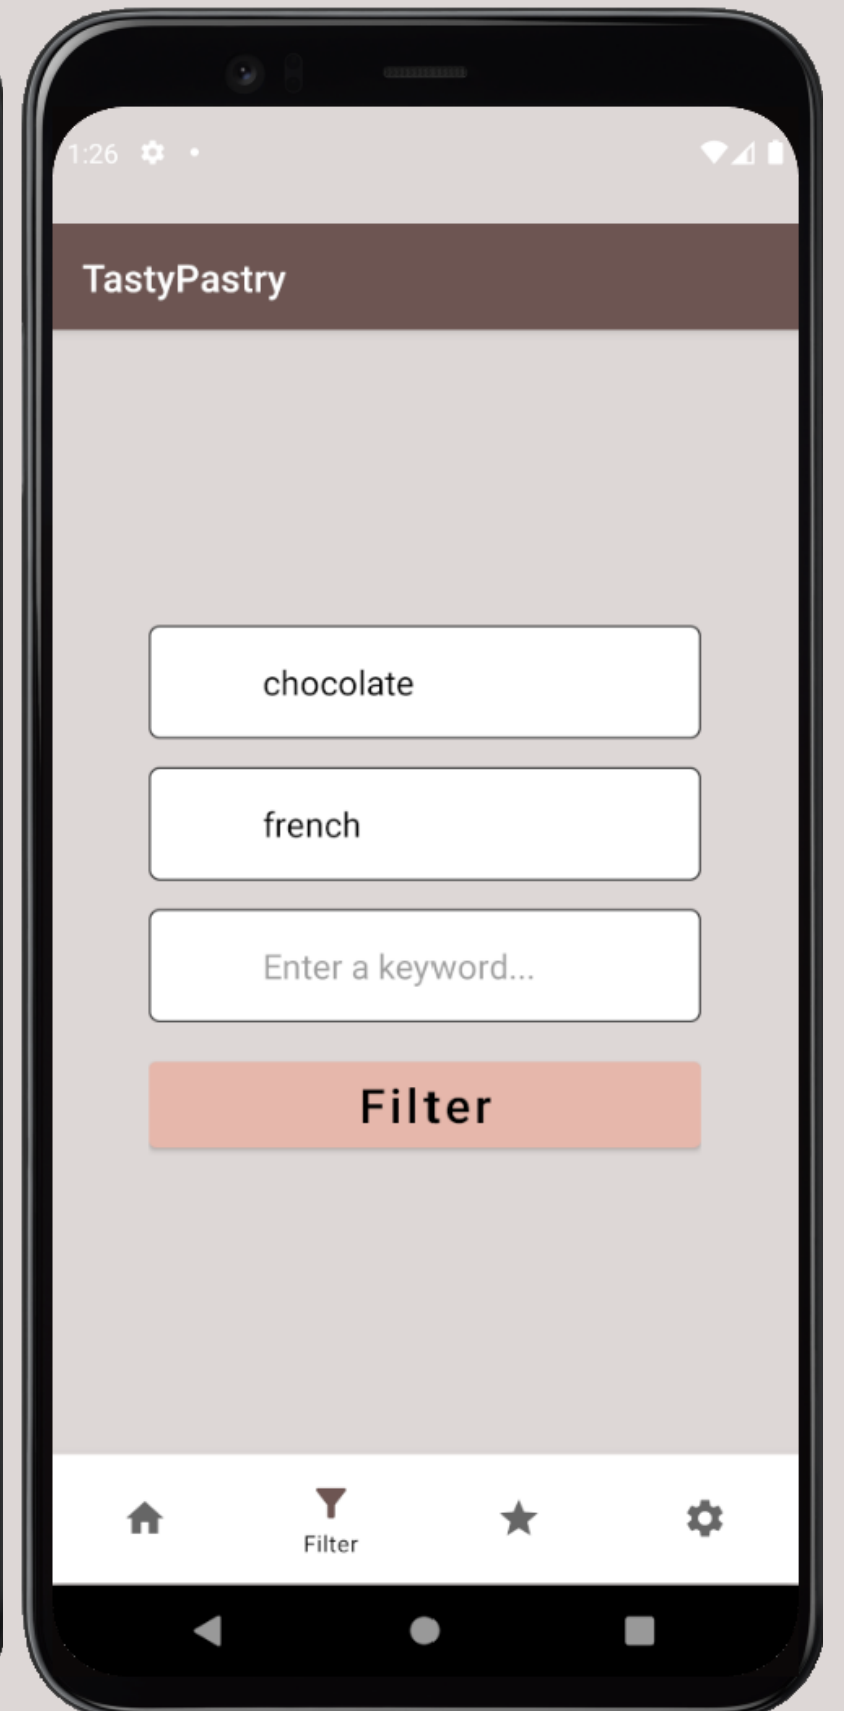 1:26
TastyPastry
chocolate
french
Enter a keyword...
Filter
Filter